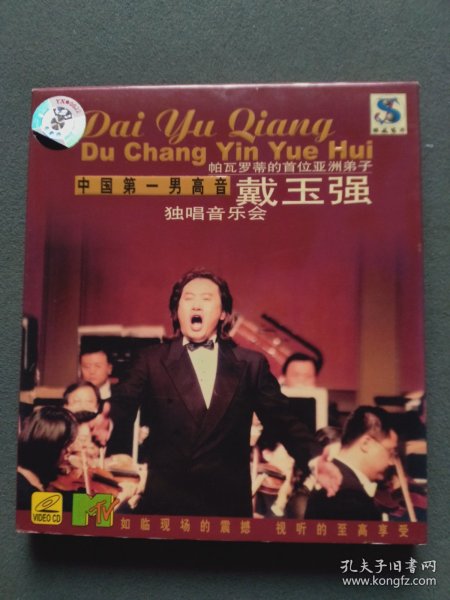 Dai Yu Qiang
Du Chang Yin Yue Hui
帕瓦罗蒂的首位亚洲弟子
中国第一男高音 戴玉强
独唱音乐会
VIDEO CD
MTV
如临现场的震撼 视听的至高享受
孔夫子旧书网
www.kongfz.com